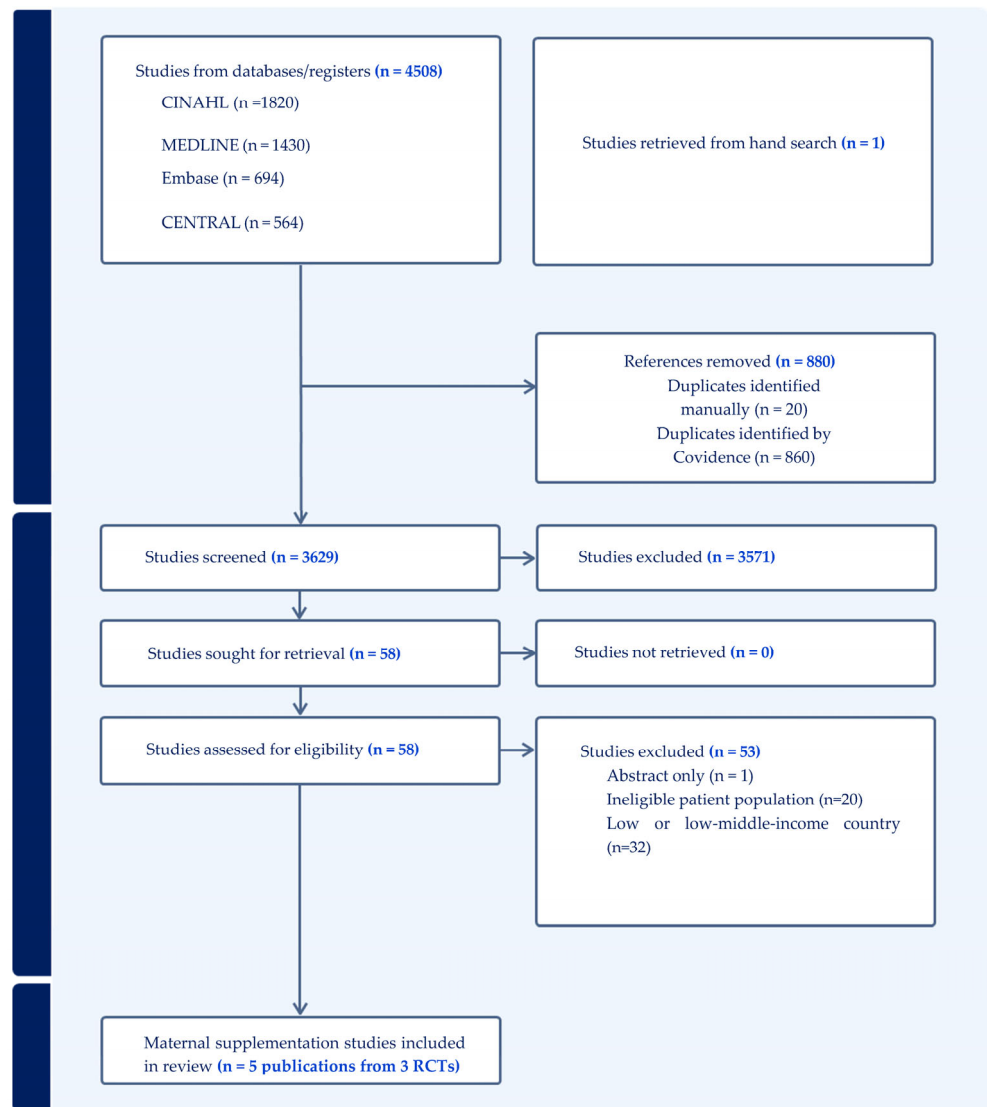 Studies from databases/registers (n = 4508)
CINAHL (n =1820)
MEDLINE (n = 1430)
Embase (n = 694)
CENTRAL (n = 564)
Studies retrieved from hand search (n = 1)
References removed (n = 880)
Duplicates identified
manually (n = 20)
Duplicates identified by
Covidence (n = 860)
Studies screened (n = 3629)
Studies excluded (n = 3571)
Studies sought for retrieval (n = 58)
Studies not retrieved (n = 0)
Studies assessed for eligibility (n = 58)
Studies excluded (n = 53)
Abstract only (n = 1)
Ineligible patient population (n=20)
Low or low-middle-income country
(n=32)
Maternal supplementation studies included
in review (n = 5 publications from 3 RCTs)